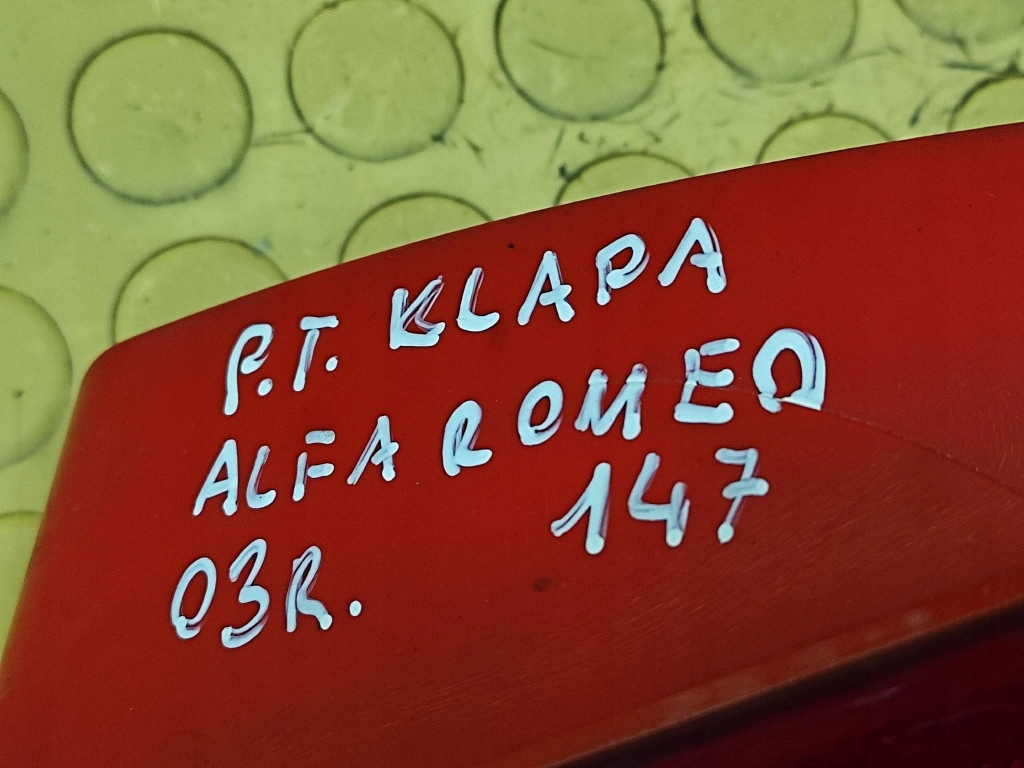 P.T. KLAPA
ALFA ROMEO
147
03R.